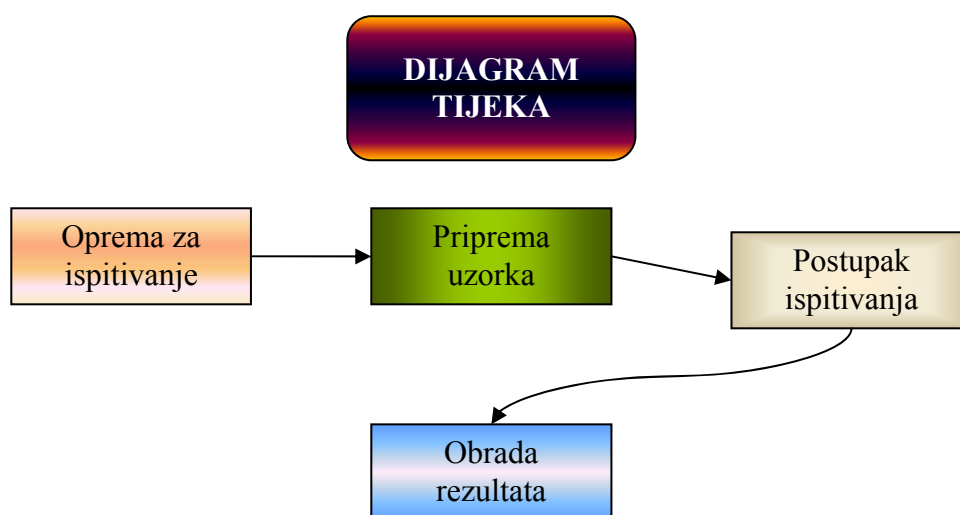 DIJAGRAM
TIJEKA
Oprema za
ispitivanje
Priprema
uzorka
Postupak
ispitivanja
Obrada
rezultata